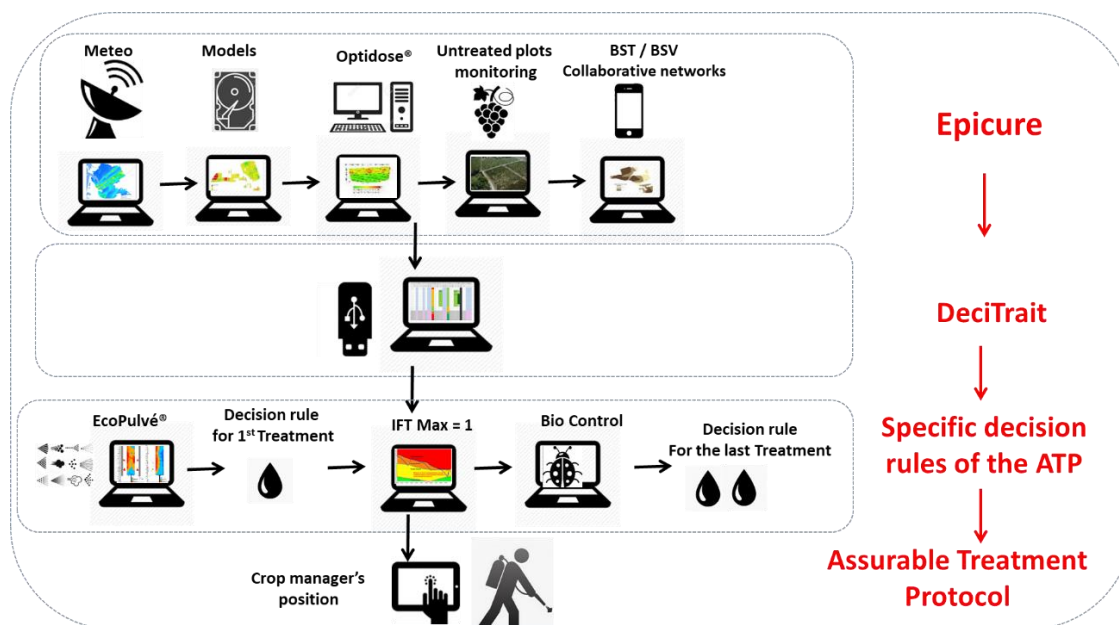 Meteo
Models
Optidose®
Untreated plots
monitoring
BST / BSV
Collaborative networks
Epicure
DeciTrait
EcoPulvé®
Decision rule
for 1st Treatment
IFT Max = 1
Bio Control
Decision rule
For the last Treatment
Specific decision
rules of the ATP
Crop manager's
position
Assurable Treatment
Protocol